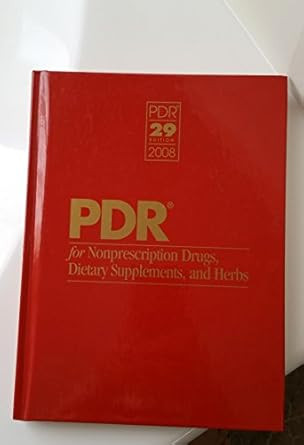 PDR®
29
EDITION
2008
PDR®
for Nonprescription Drugs,
Dietary Supplements, and Herbs